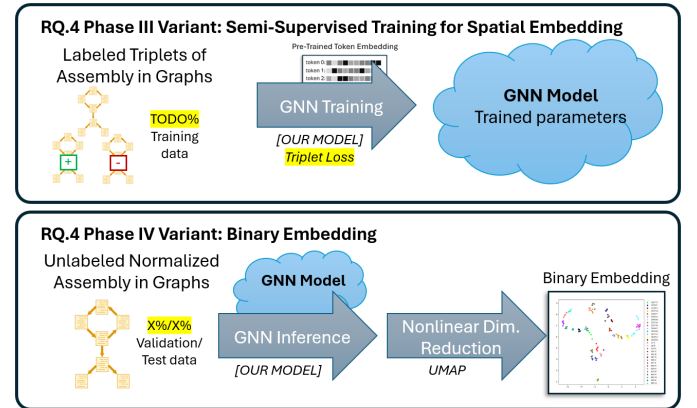 RQ.4 Phase III Variant: Semi-Supervised Training for Spatial Embedding
Labeled Triplets of
Assembly in Graphs
TODO%
Training
data
+
-
Pre-Trained Token Embedding
token 0:
token 1:
token 2:
GNN Training
[OUR MODEL]
Triplet Loss
GNN Model
Trained parameters
RQ.4 Phase IV Variant: Binary Embedding
Unlabeled Normalized
Assembly in Graphs
X%/X%
Validation/
Test data
GNN Model
GNN Inference
[OUR MODEL]
Nonlinear Dim.
Reduction
UMAP
Binary Embedding